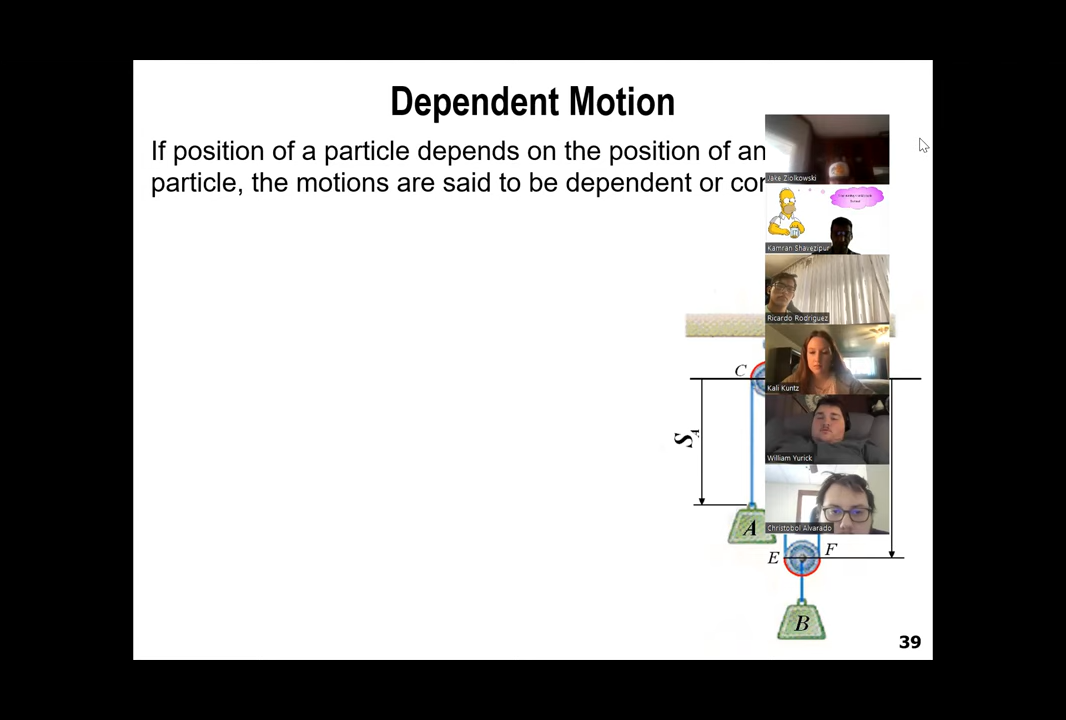 Dependent Motion
If position of a particle depends on the position of an
particle, the motions are said to be dependent or con
Jake Ziolkowski
Kamran Shavezipur
Ricardo Rodriguez
C
Kali Kuntz
S
William Yurick
A
Christobol Alvarado
E
F
B
39